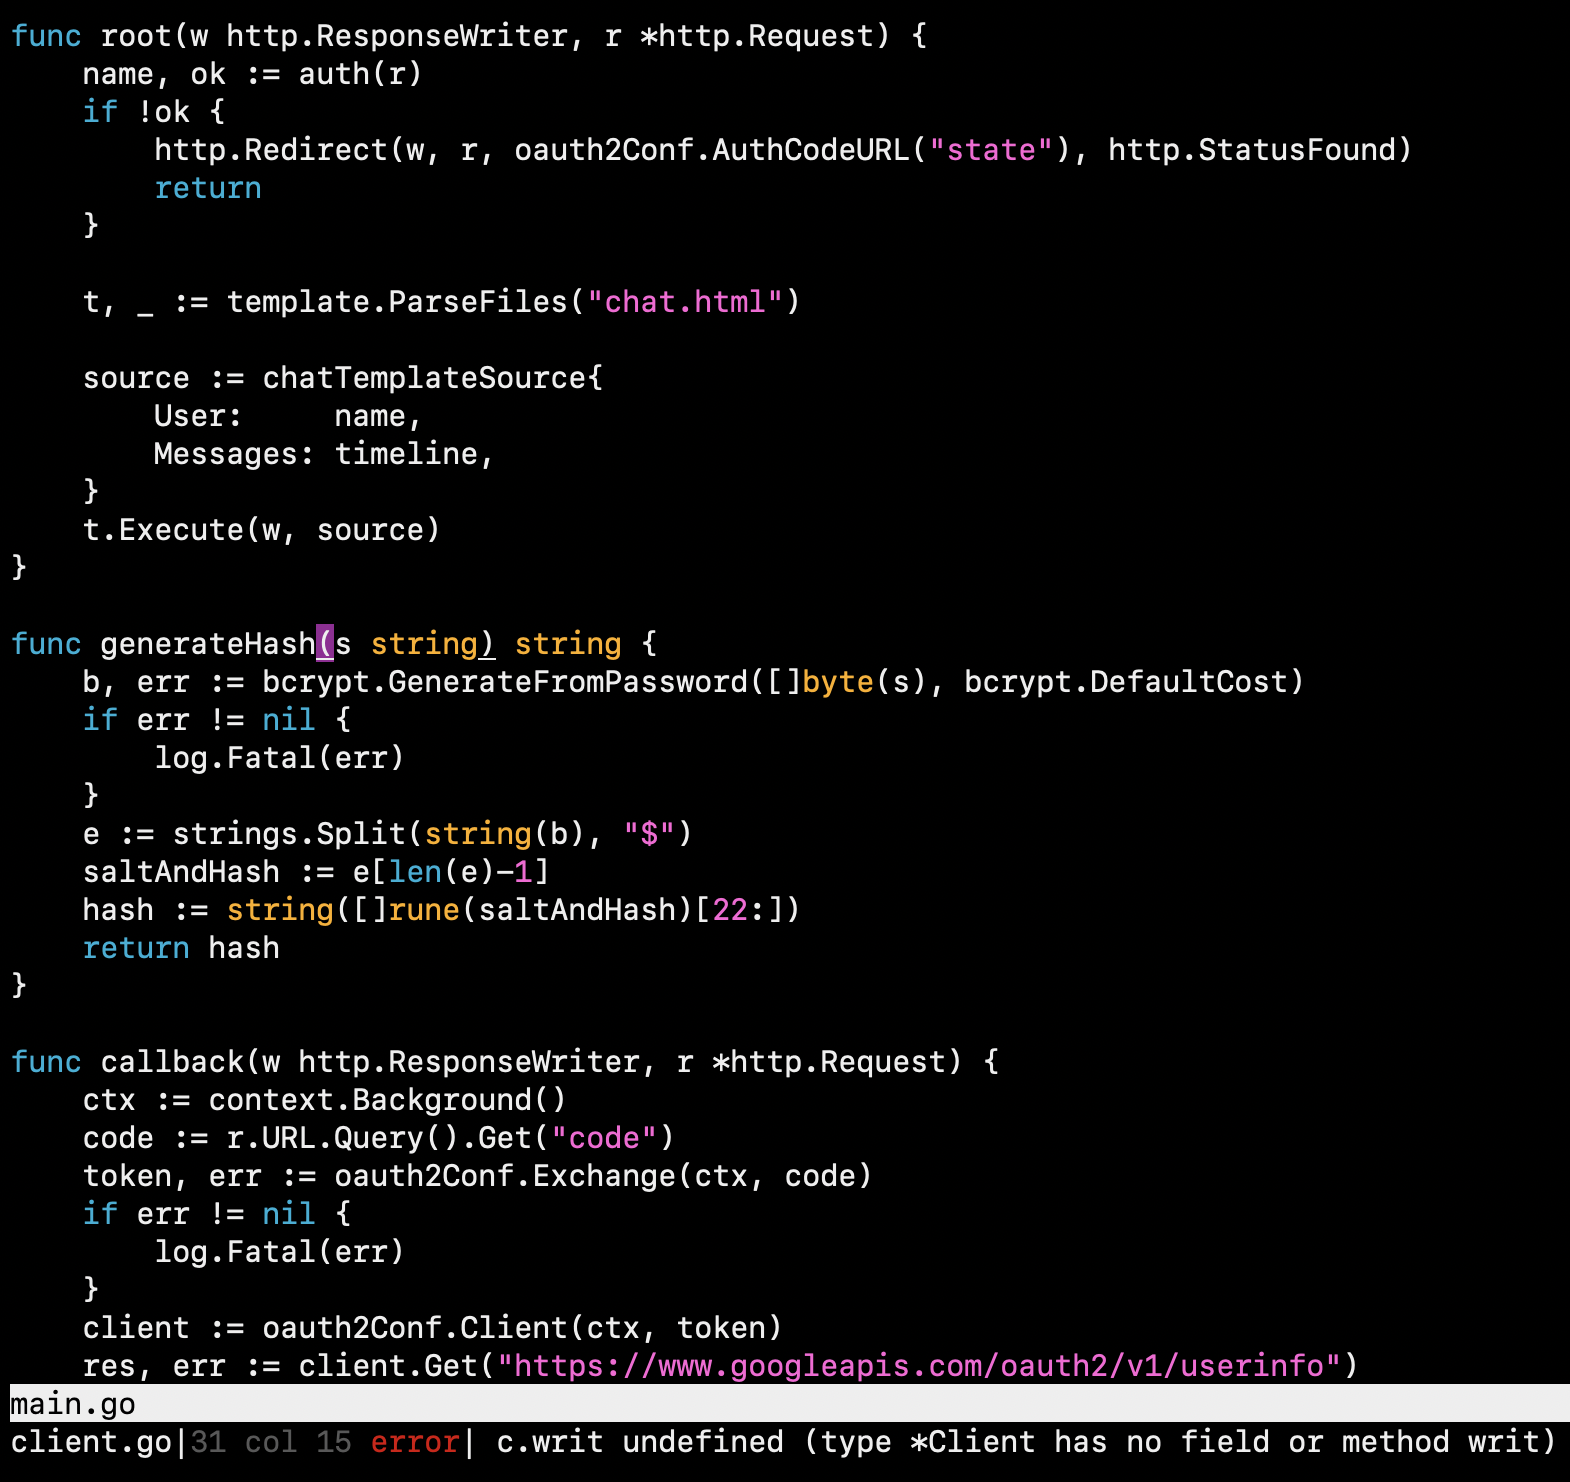 func root(w http.ResponseWriter, r *http.Request) {
    name, ok := auth(r)
    if !ok {
        http.Redirect(w, r, oauth2Conf.AuthCodeURL("state"), http.StatusFound)
        return
    }

    t, _ := template.ParseFiles("chat.html")

    source := chatTemplateSource{
        User:     name,
        Messages: timeline,
    }
    t.Execute(w, source)
}

func generateHash(s string) string {
    b, err := bcrypt.GenerateFromPassword([]byte(s), bcrypt.DefaultCost)
    if err != nil {
        log.Fatal(err)
    }
    e := strings.Split(string(b), "$")
    saltAndHash := e[len(e)-1]
    hash := string([]rune(saltAndHash)[22:])
    return hash
}

func callback(w http.ResponseWriter, r *http.Request) {
    ctx := context.Background()
    code := r.URL.Query().Get("code")
    token, err := oauth2Conf.Exchange(ctx, code)
    if err != nil {
        log.Fatal(err)
    }
    client := oauth2Conf.Client(ctx, token)
    res, err := client.Get("https://www.googleapis.com/oauth2/v1/userinfo")
main.go
client.go|31 col 15 error| c.writ undefined (type *Client has no field or method writ)